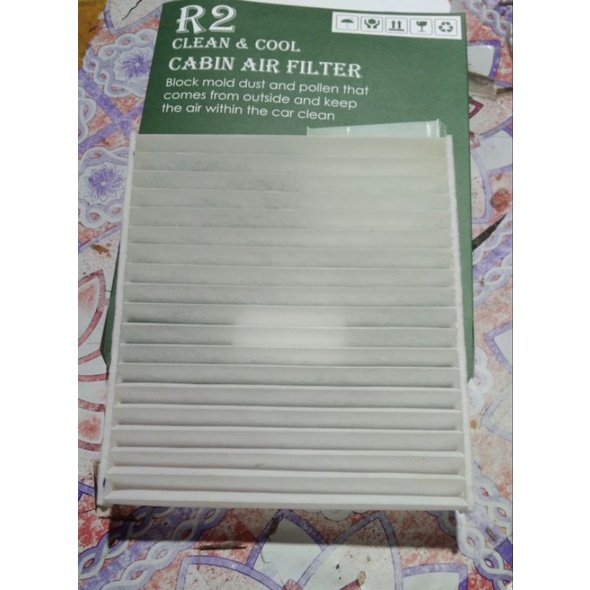 R2
CLEAN & COOL
CABIN AIR FILTER
Block mold dust and pollen that
comes from outside and keep
the air within the car clean